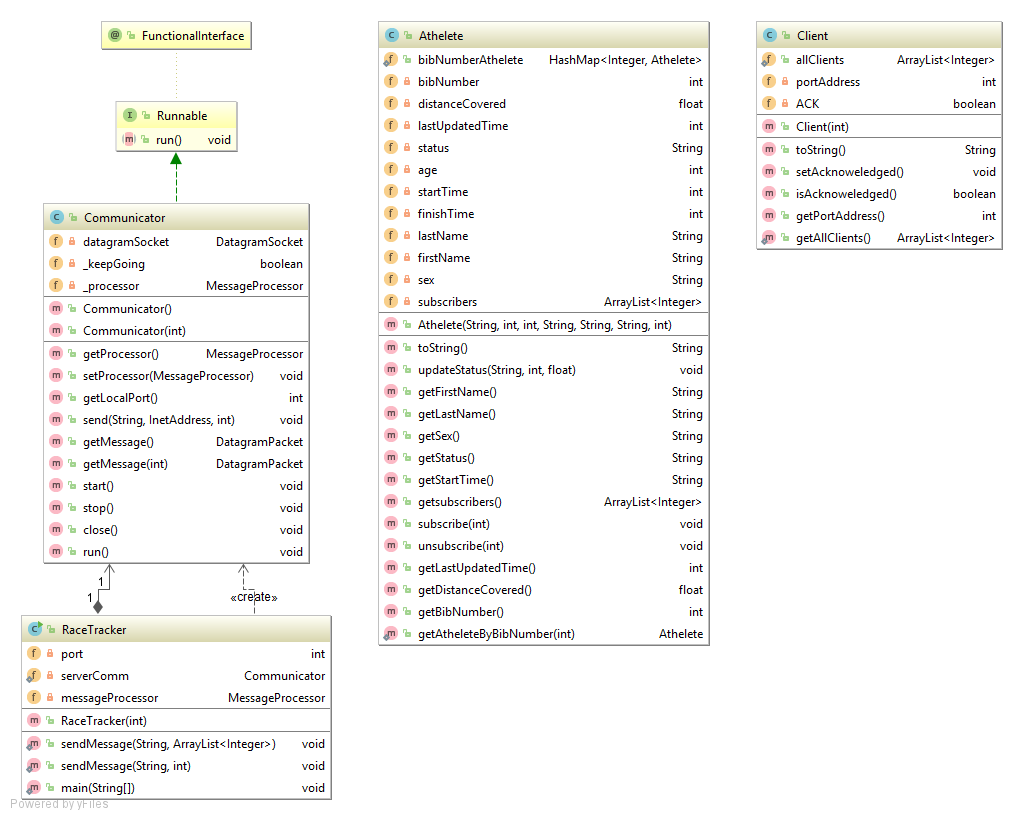 @ FunctionalInterface
I Runnable
m run() void
C Communicator
f datagramSocket DatagramSocket
f _keepGoing boolean
f _processor MessageProcessor
m Communicator()
m Communicator(int)
m getProcessor() MessageProcessor
m setProcessor(MessageProcessor) void
m getLocalPort() int
m send(String, InetAddress, int) void
m getMessage() DatagramPacket
m getMessage(int) DatagramPacket
m start() void
m stop() void
m close() void
m run() void
1
1
«create»
C RaceTracker
f port int
f serverComm Communicator
f messageProcessor MessageProcessor
m RaceTracker(int)
m sendMessage(String, ArrayList<Integer>) void
m sendMessage(String, int) void
m main(String[]) void
C Athelete
f bibNumberAthelete HashMap<Integer, Athelete>
f bibNumber int
f distanceCovered float
f lastUpdatedTime int
f status String
f age int
f startTime int
f finishTime int
f lastName String
f firstName String
f sex String
f subscribers ArrayList<Integer>
m Athelete(String, int, int, String, String, String, int)
m toString() String
m updateStatus(String, int, float) void
m getFirstName() String
m getLastName() String
m getSex() String
m getStatus() String
m getStartTime() String
m getsubscribers() ArrayList<Integer>
m subscribe(int) void
m unsubscribe(int) void
m getLastUpdatedTime() int
m getDistanceCovered() float
m getBibNumber() int
m getAtheleteByBibNumber(int) Athelete
C Client
f allClients ArrayList<Integer>
f portAddress int
f ACK boolean
m Client(int)
m toString() String
m setAcknoweledged() void
m isAcknoweledged() boolean
m getPortAddress() int
m getAllClients() ArrayList<Integer>
Powered by yFiles